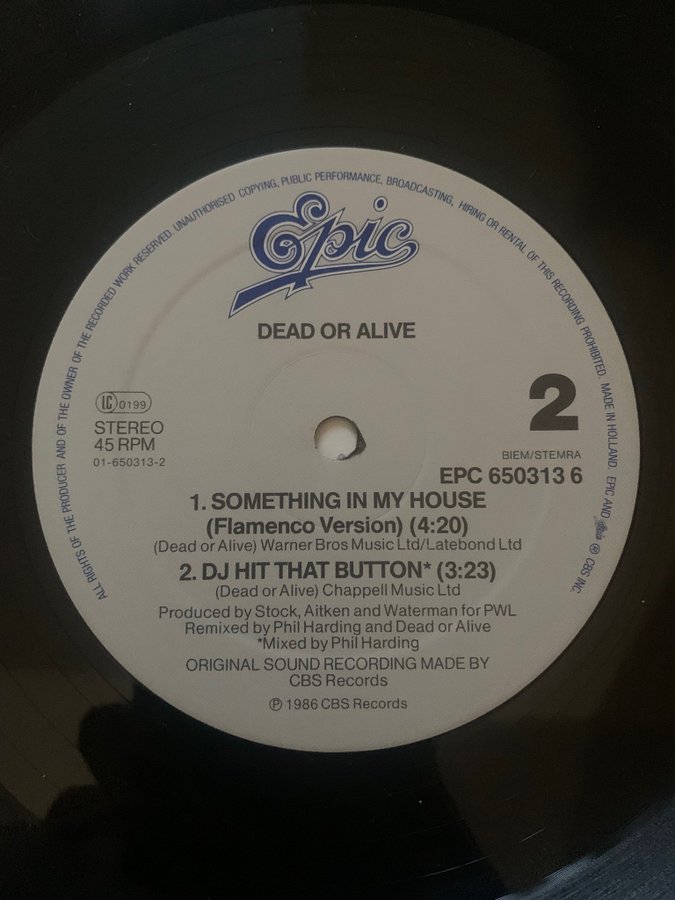 ALL RIGHTS OF THE PRODUCER AND OF THE OWNER OF THE RECORDED WORK RESERVED. UNAUTHORISED COPYING, PUBLIC PERFORMANCE, BROADCASTING, HIRING OR RENTAL OF THIS RECORDING PROHIBITED. MADE IN HOLLAND. EPIC AND ® CBS INC.
Epic
DEAD OR ALIVE
LC 0199
STEREO
45 RPM
01-650313-2
2
BIEM/STEMRA
EPC 650313 6
1. SOMETHING IN MY HOUSE
(Flamenco Version) (4:20)
(Dead or Alive) Warner Bros Music Ltd/Latebond Ltd
2. DJ HIT THAT BUTTON* (3:23)
(Dead or Alive) Chappell Music Ltd
Produced by Stock, Aitken and Waterman for PWL
Remixed by Phil Harding and Dead or Alive
*Mixed by Phil Harding
ORIGINAL SOUND RECORDING MADE BY
CBS Records
℗ 1986 CBS Records